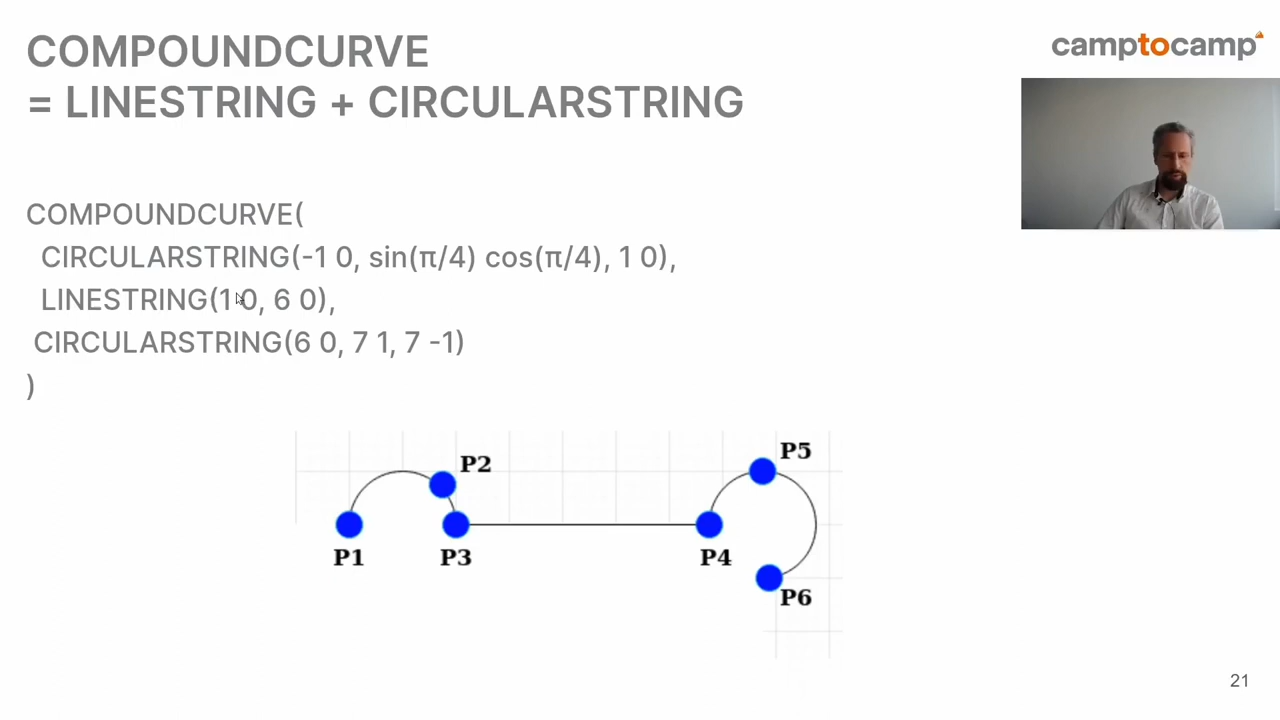 COMPOUNDCURVE
= LINESTRING + CIRCULARSTRING
camptocamp
COMPOUNDCURVE(
CIRCULARSTRING(-1 0, sin(π/4) cos(π/4), 1 0),
LINESTRING(1 0, 6 0),
CIRCULARSTRING(6 0, 7 1, 7 -1)
)
P5
P2
P1
P3
P4
P6
21